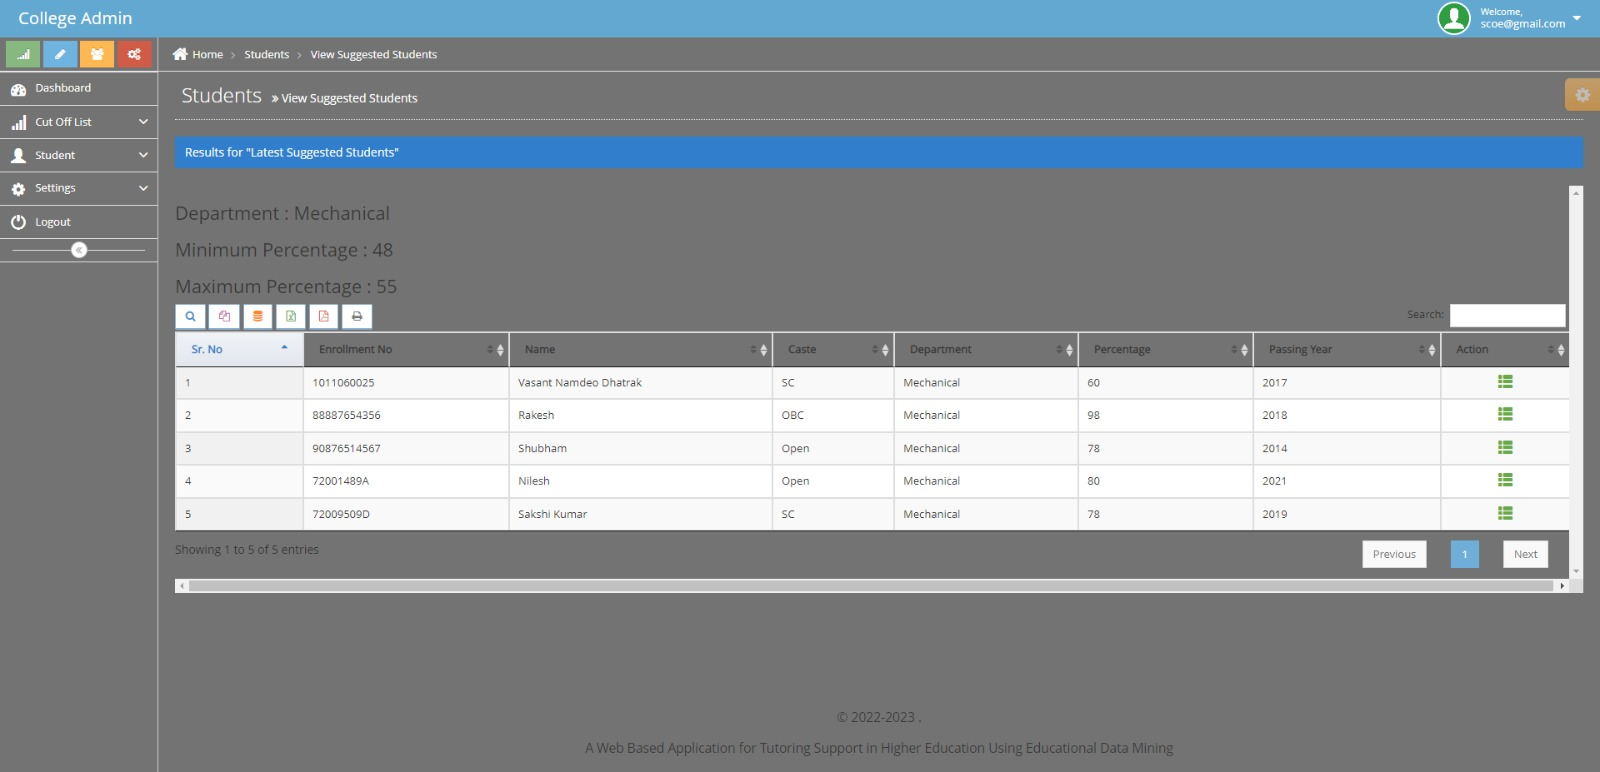 College Admin
Welcome,
scoe@gmail.com
Home > Students > View Suggested Students
Dashboard
Cut Off List
Student
Settings
Logout
Students » View Suggested Students
Results for "Latest Suggested Students"
Department : Mechanical
Minimum Percentage : 48
Maximum Percentage : 55
Search:
Sr. No Enrollment No Name Caste Department Percentage Passing Year Action
1 1011060025 Vasant Namdeo Dhatrak SC Mechanical 60 2017
2 88887654356 Rakesh OBC Mechanical 98 2018
3 90876514567 Shubham Open Mechanical 78 2014
4 72001489A Nilesh Open Mechanical 80 2021
5 72009509D Sakshi Kumar SC Mechanical 78 2019
Showing 1 to 5 of 5 entries
Previous 1 Next
© 2022-2023 .
A Web Based Application for Tutoring Support in Higher Education Using Educational Data Mining